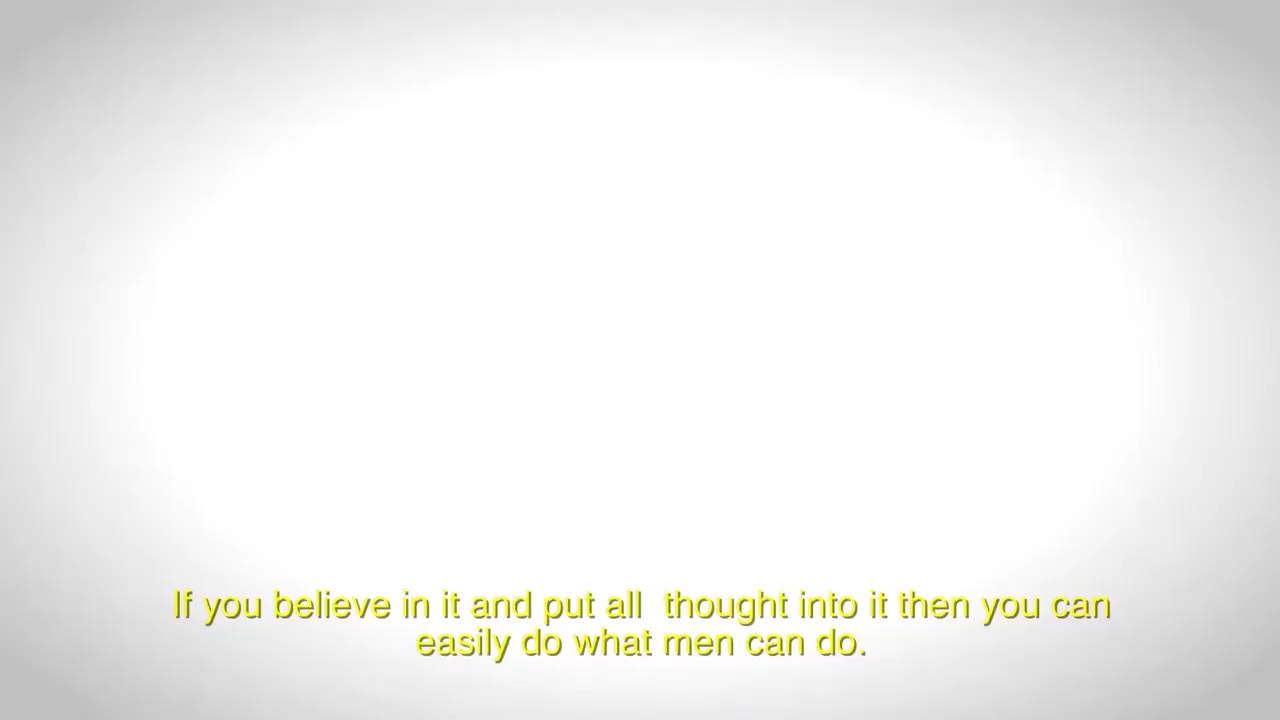 If you believe in it and put all  thought into it then you can
easily do what men can do.